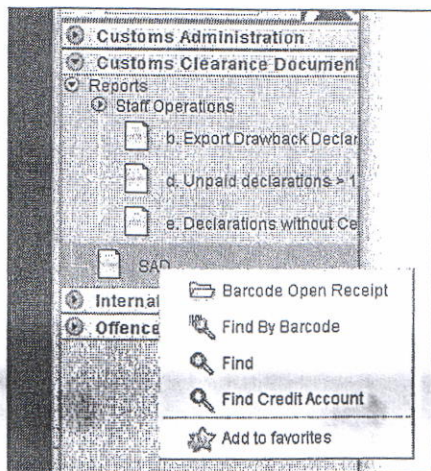 Customs Administration
Customs Clearance Document
Reports
Staff Operations
b. Export Drawback Declar
d. Unpaid declarations > 1
e. Declarations without Ce
SAD
Internal
Barcode Open Receipt
Offence
Find By Barcode
Find
Find Credit Account
Add to favorites